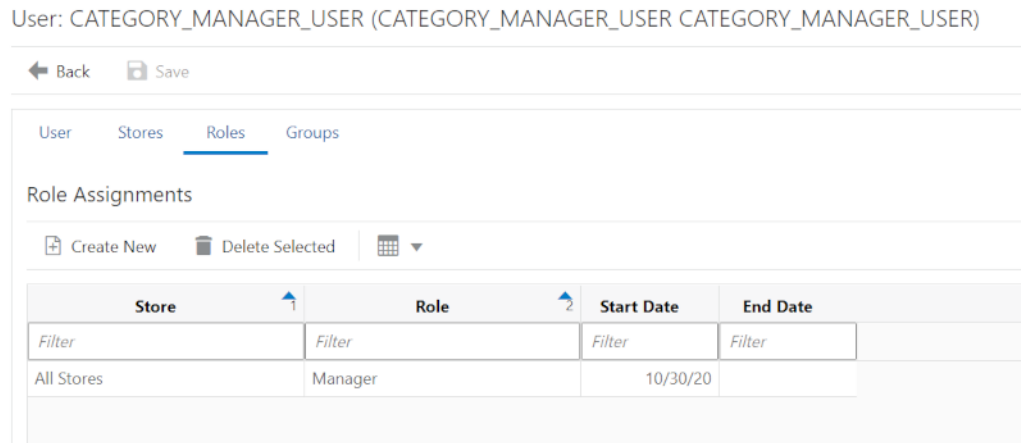 User: CATEGORY_MANAGER_USER (CATEGORY_MANAGER_USER CATEGORY_MANAGER_USER)
Back Save
User Stores Roles Groups
Role Assignments
Create New Delete Selected
Store 1 Role 2 Start Date End Date
Filter Filter Filter Filter
All Stores Manager 10/30/20